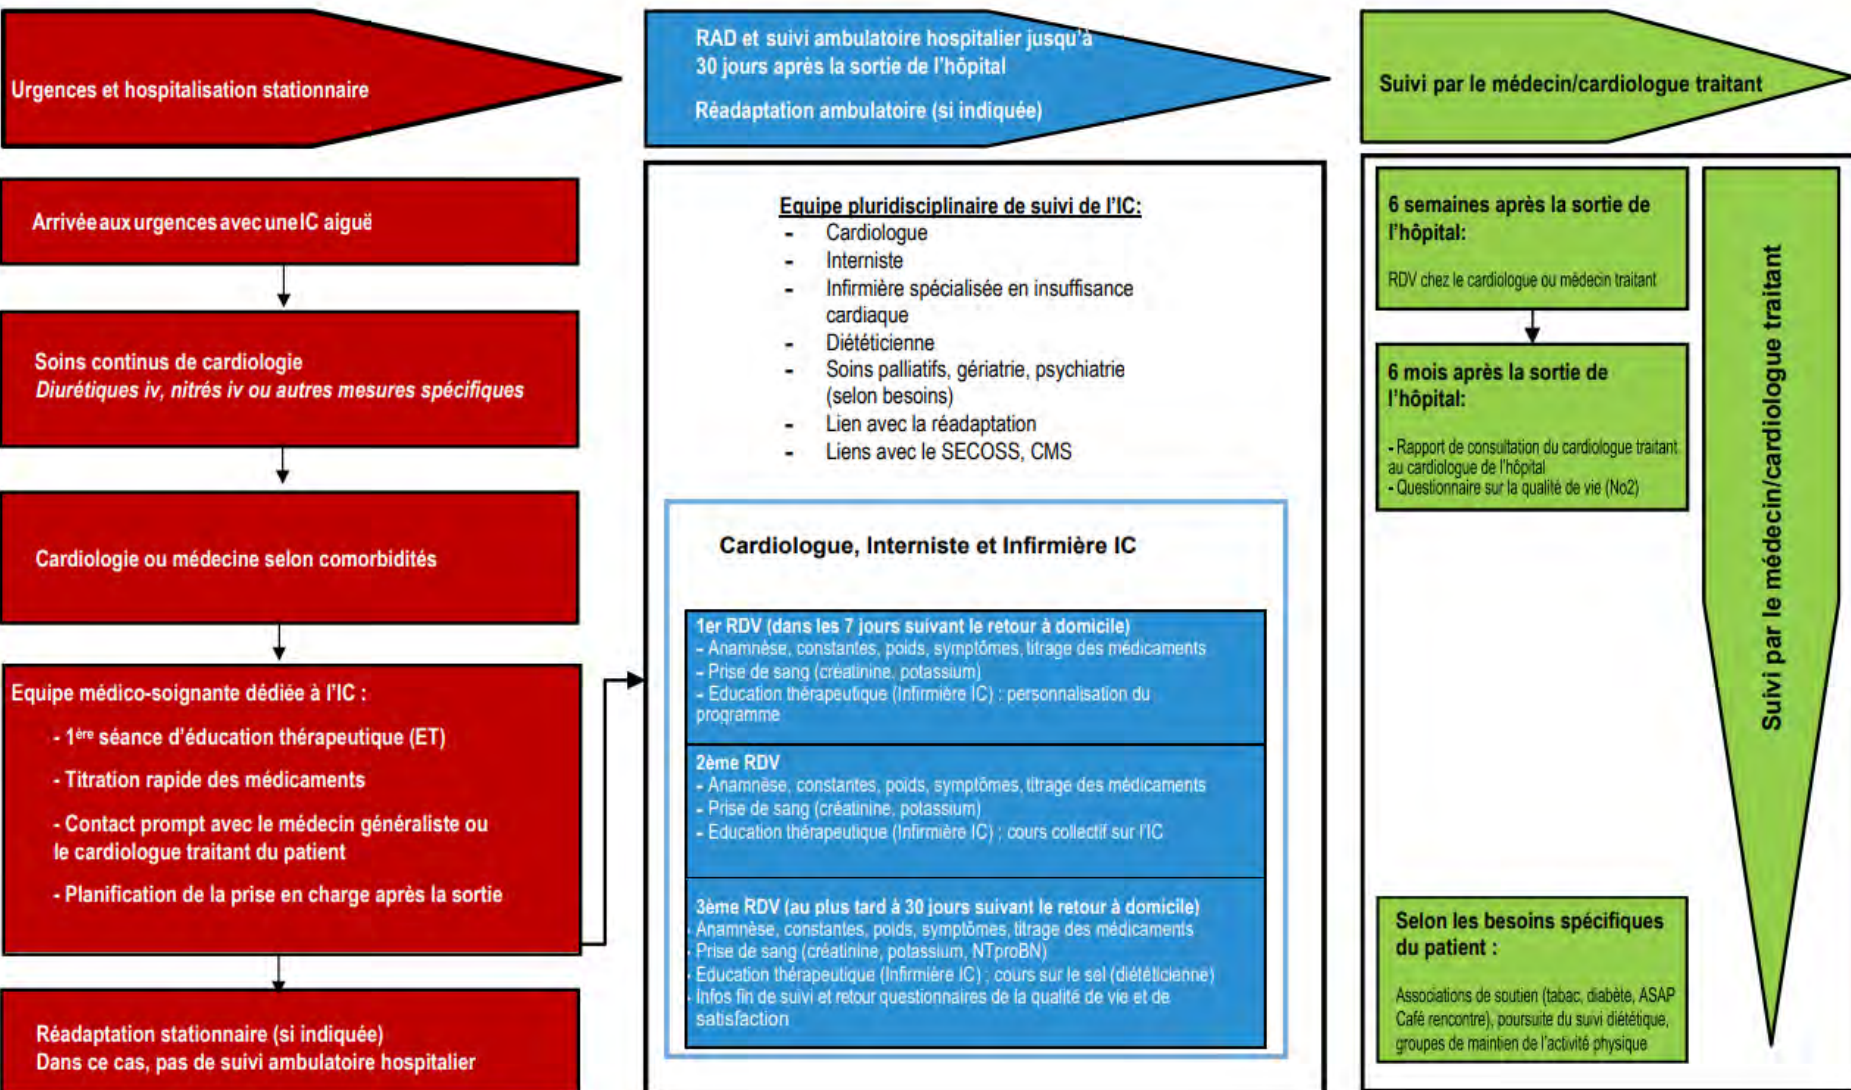 Urgences et hospitalisation stationnaire
RAD et suivi ambulatoire hospitalier jusqu'à
30 jours après la sortie de l'hôpital
Réadaptation ambulatoire (si indiquée)
Suivi par le médecin/cardiologue traitant
Arrivée aux urgences avec une IC aiguë
Soins continus de cardiologie
Diurétiques iv, nitrés iv ou autres mesures spécifiques
Cardiologie ou médecine selon comorbidités
Equipe médico-soignante dédiée à l'IC :
- 1ère séance d'éducation thérapeutique (ET)
- Titration rapide des médicaments
- Contact prompt avec le médecin généraliste ou
le cardiologue traitant du patient
- Planification de la prise en charge après la sortie
Réadaptation stationnaire (si indiquée)
Dans ce cas, pas de suivi ambulatoire hospitalier
Equipe pluridisciplinaire de suivi de l'IC:
- Cardiologue
- Interniste
- Infirmière spécialisée en insuffisance
cardiaque
- Diététicienne
- Soins palliatifs, gériatrie, psychiatrie
(selon besoins)
- Lien avec la réadaptation
- Liens avec le SECOSS, CMS
Cardiologue, Interniste et Infirmière IC
1er RDV (dans les 7 jours suivant le retour à domicile)
- Anamnèse, constantes, poids, symptômes, titrage des médicaments
- Prise de sang (créatinine, potassium)
- Education thérapeutique (Infirmière IC) : personnalisation du
programme
2ème RDV
- Anamnèse, constantes, poids, symptômes, titrage des médicaments
- Prise de sang (créatinine, potassium)
- Education thérapeutique (Infirmière IC) : cours collectif sur l'IC
3ème RDV (au plus tard à 30 jours suivant le retour à domicile)
- Anamnèse, constantes, poids, symptômes, titrage des médicaments
- Prise de sang (créatinine, potassium, NTproBN)
- Education thérapeutique (Infirmière IC) : cours sur le sel (diététicienne)
- Infos fin de suivi et retour questionnaires de la qualité de vie et de
satisfaction
6 semaines après la sortie de
l'hôpital:
RDV chez le cardiologue ou médecin traitant
6 mois après la sortie de
l'hôpital:
- Rapport de consultation du cardiologue traitant
au cardiologue de l'hôpital
- Questionnaire sur la qualité de vie (No2)
Selon les besoins spécifiques
du patient :
Associations de soutien (tabac, diabète, ASAP
Café rencontre), poursuite du suivi diététique,
groupes de maintien de l'activité physique
Suivi par le médecin/cardiologue traitant